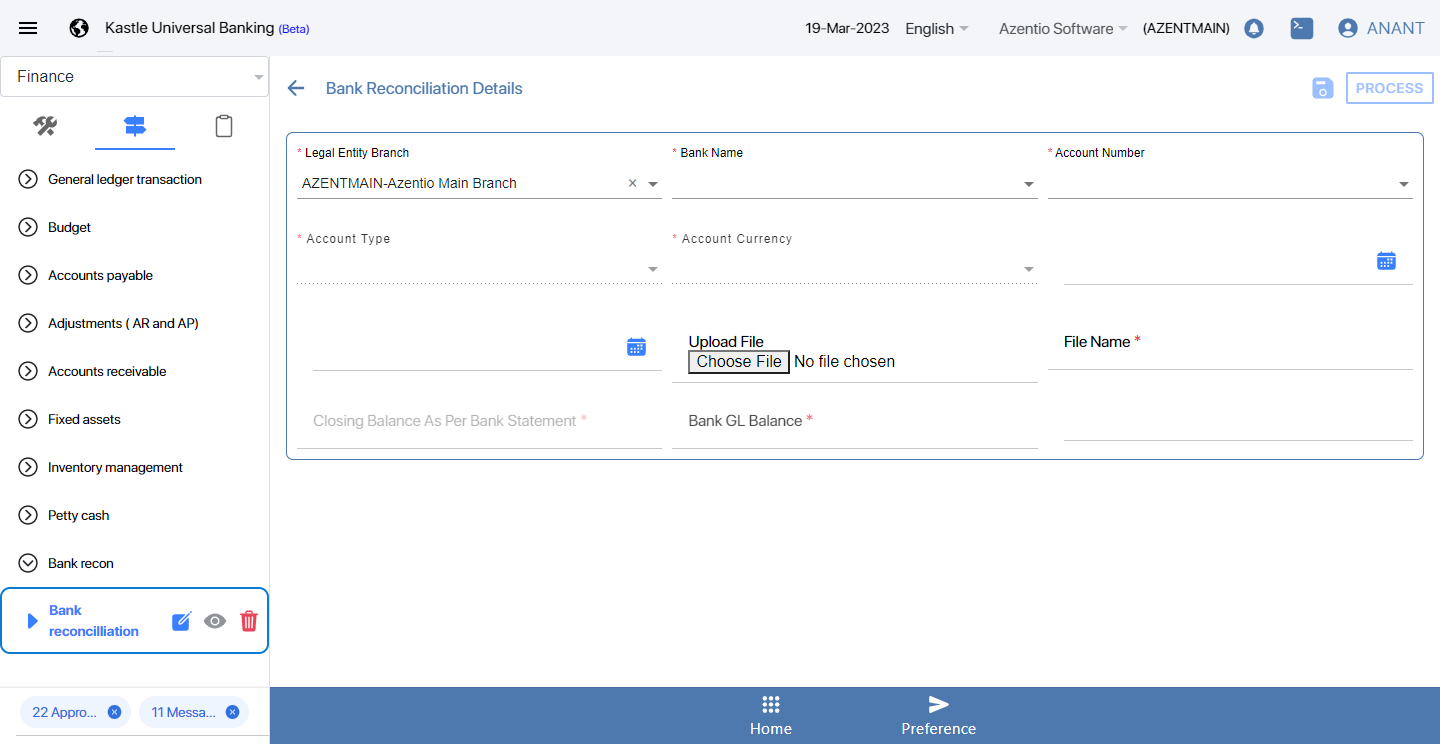 Kastle Universal Banking (Beta)
19-Mar-2023
English
Azentio Software
(AZENTMAIN)
ANANT
Finance
General ledger transaction
Budget
Accounts payable
Adjustments ( AR and AP)
Accounts receivable
Fixed assets
Inventory management
Petty cash
Bank recon
Bank
reconcilliation
22 Appro...
11 Messa...
Bank Reconciliation Details
PROCESS
* Legal Entity Branch
AZENTMAIN-Azentio Main Branch
* Bank Name
* Account Number
* Account Type
* Account Currency
Upload File
Choose File No file chosen
File Name *
Closing Balance As Per Bank Statement *
Bank GL Balance *
Home
Preference